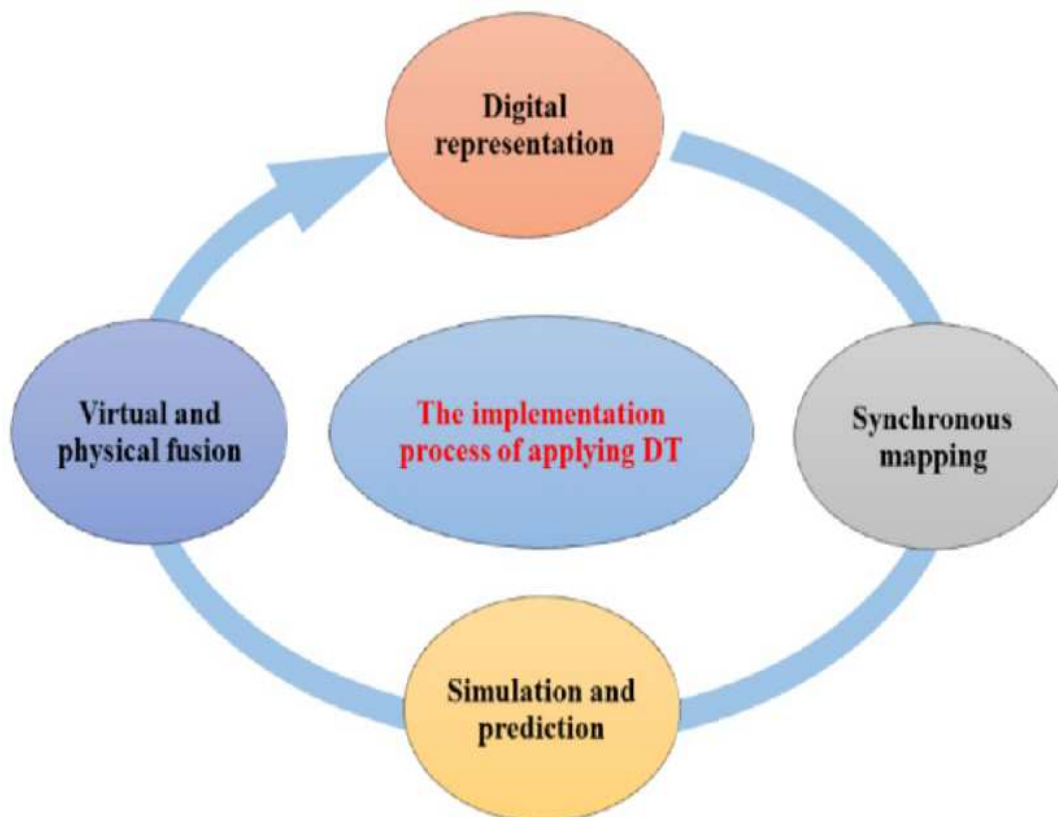 Digital
representation
Virtual and
physical fusion
The implementation
process of applying DT
Synchronous
mapping
Simulation and
prediction